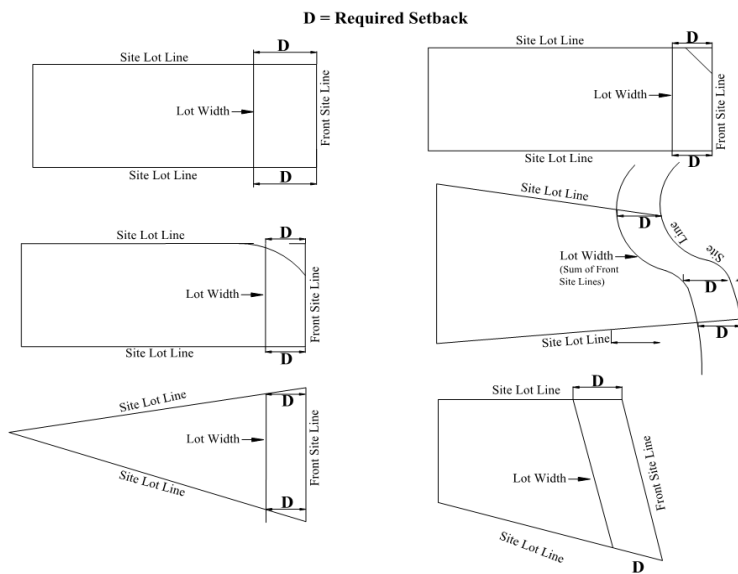 D = Required Setback
D
Site Lot Line
Lot Width
Front Site Line
D
Site Lot Line
D
Lot Width
Front Site Line
D
Site Lot Line
Site Lot Line
D
Line
Site
Lot Width
(Sum of Front
Site Lines)
D
D
Site Lot Line
Site Lot Line
D
Lot Width
Front Site Line
D
Site Lot Line
Site Lot Line
D
Lot Width
Front Site Line
D
Site Lot Line
D
Site Lot Line
Lot Width
Front Site Line
Site Lot Line
D